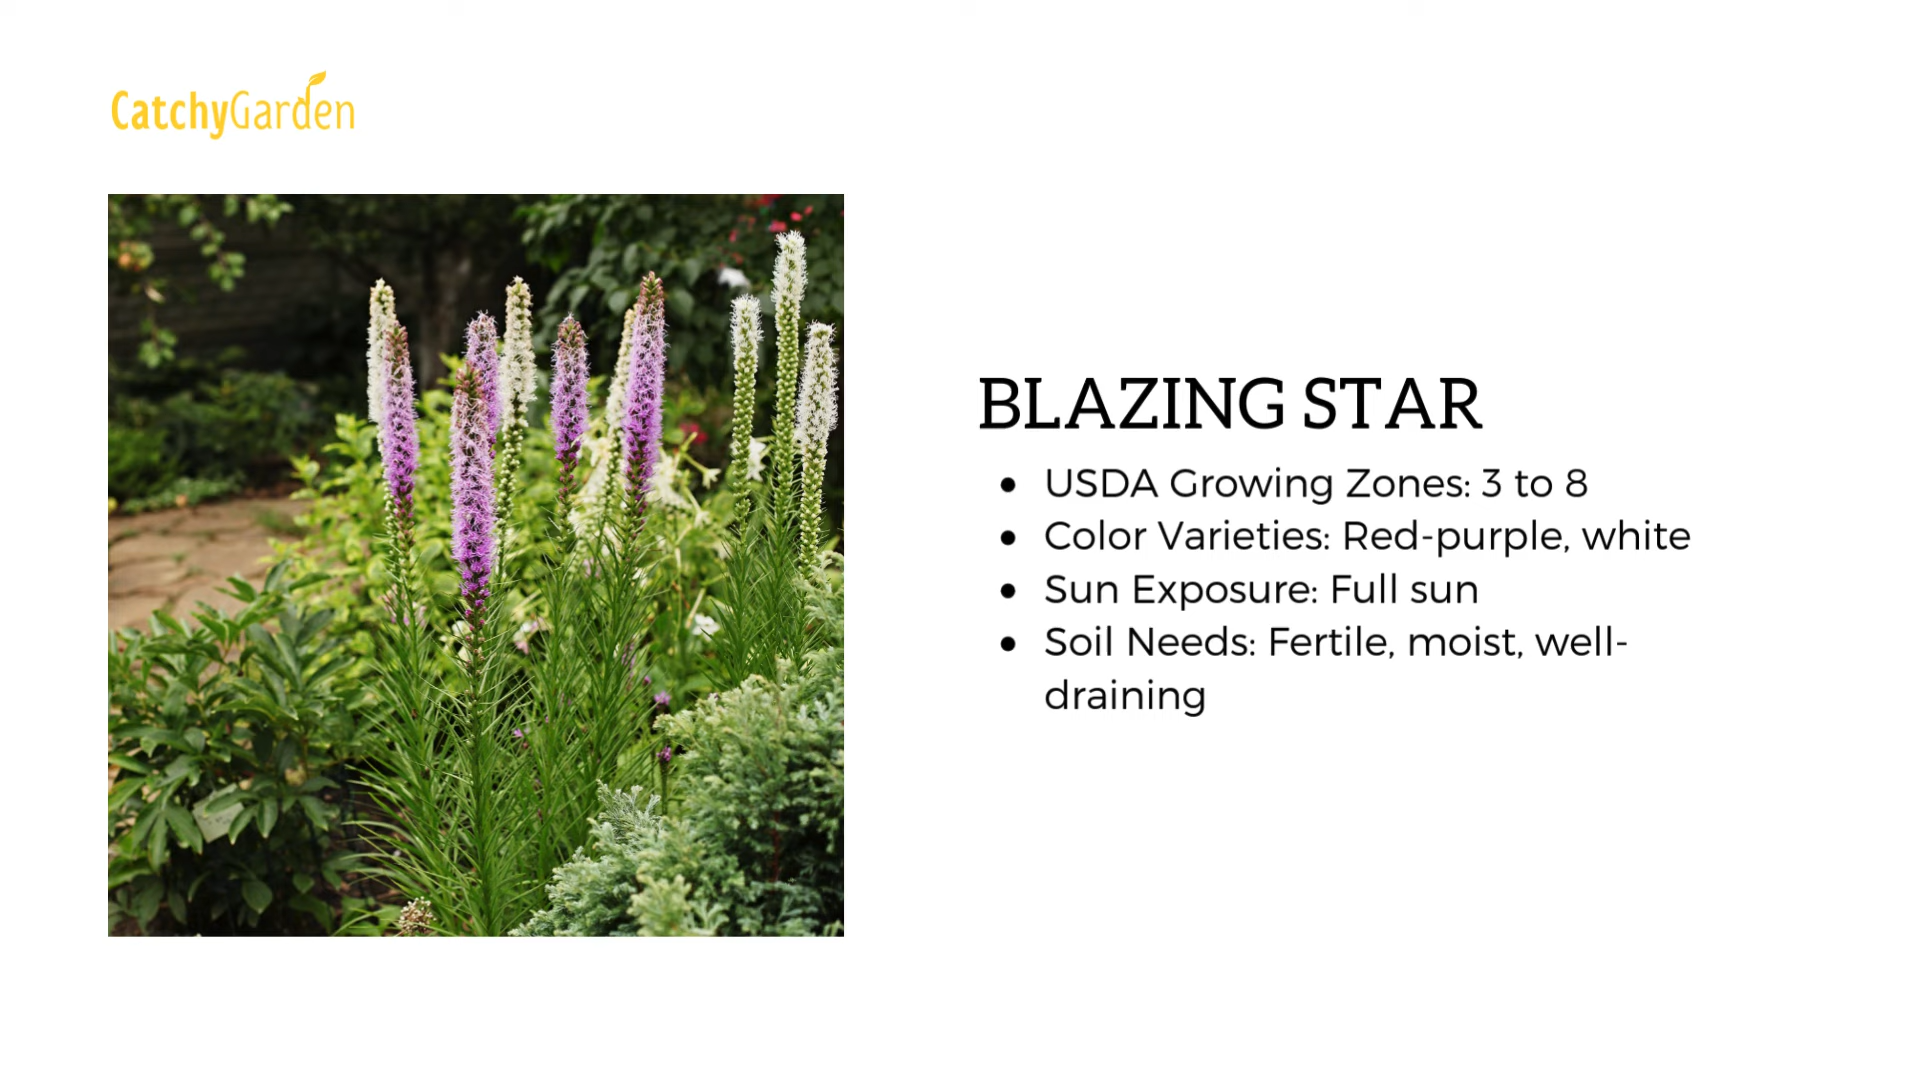 CatchyGarden
BLAZING STAR
• USDA Growing Zones: 3 to 8
• Color Varieties: Red-purple, white
• Sun Exposure: Full sun
• Soil Needs: Fertile, moist, well-
draining